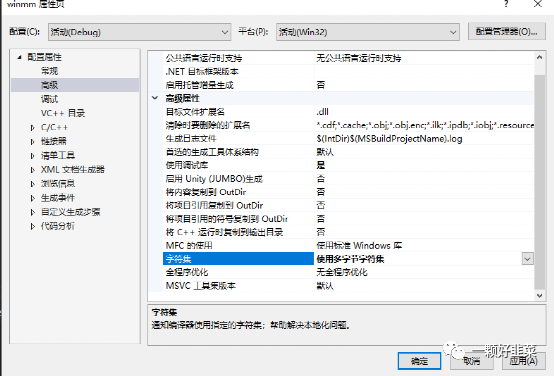 winmm 属性页
配置(C): 活动(Debug) 平台(P): 活动(Win32) 配置管理器(O)...
配置属性
常规
高级
调试
VC++ 目录
C/C++
链接器
清单工具
XML 文档生成器
浏览信息
生成事件
自定义生成步骤
代码分析
公共语言运行时支持 无公共语言运行时支持
.NET 目标框架版本
启用托管增量生成 否
高级属性
目标文件扩展名 .dll
清除时要删除的扩展名 *.cdf;*.cache;*.obj;*.obj.enc;*.ilk;*.ipdb;*.iobj;*.resource
生成日志文件 $(IntDir)$(MSBuildProjectName).log
首选的生成工具体系结构 默认
使用调试库 是
启用 Unity (JUMBO)生成 否
将内容复制到 OutDir 否
将项目引用复制到 OutDir 否
将项目引用的符号复制到 OutDir 否
将 C++ 运行时复制到输出目录 否
MFC 的使用 使用标准 Windows 库
字符集 使用多字节字符集
全程序优化 无全程序优化
MSVC 工具集版本 默认
字符集
通知编译器使用指定的字符集；帮助解决本地化问题。
一颗好韭菜
确定 取消 应用(A)